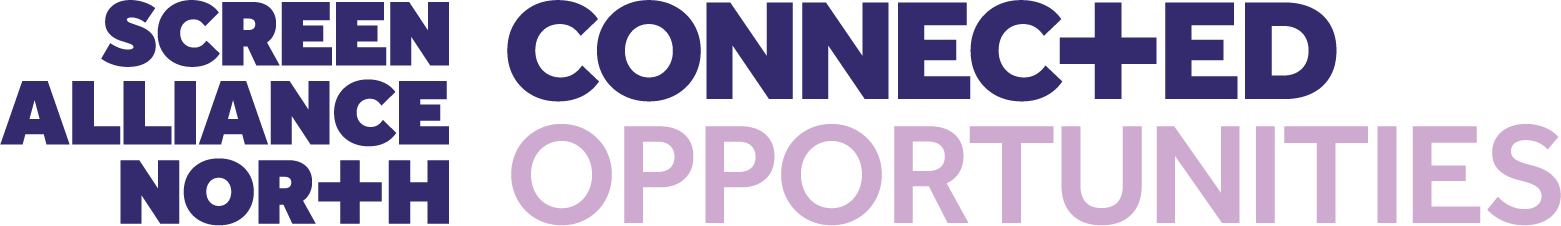 SCREEN
ALLIANCE
NORTH
CONNECTED
OPPORTUNITIES